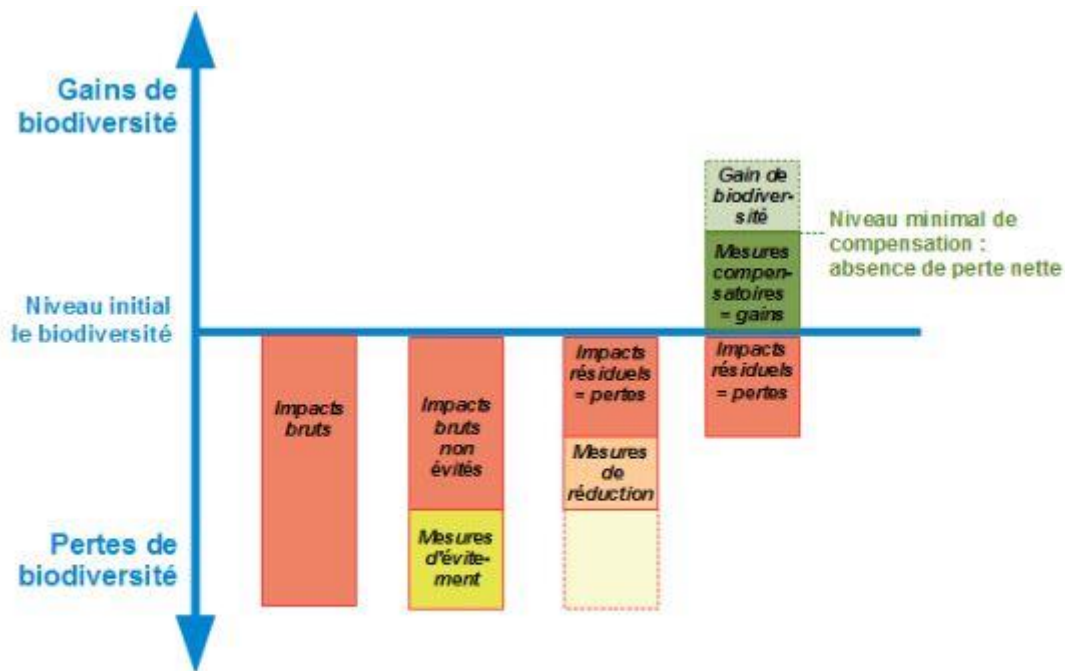 Gains de
biodiversité
Gain de
biodiver-
sité
Niveau minimal de
compensation :
absence de perte nette
Mesures
compen-
satoires
= gains
Niveau initial
de biodiversité
Impacts
bruts
Impacts
bruts
non
évités
Mesures
d'évite-
ment
Impacts
résiduels
= pertes
Mesures
de
réduction
Impacts
résiduels
= pertes
Pertes de
biodiversité